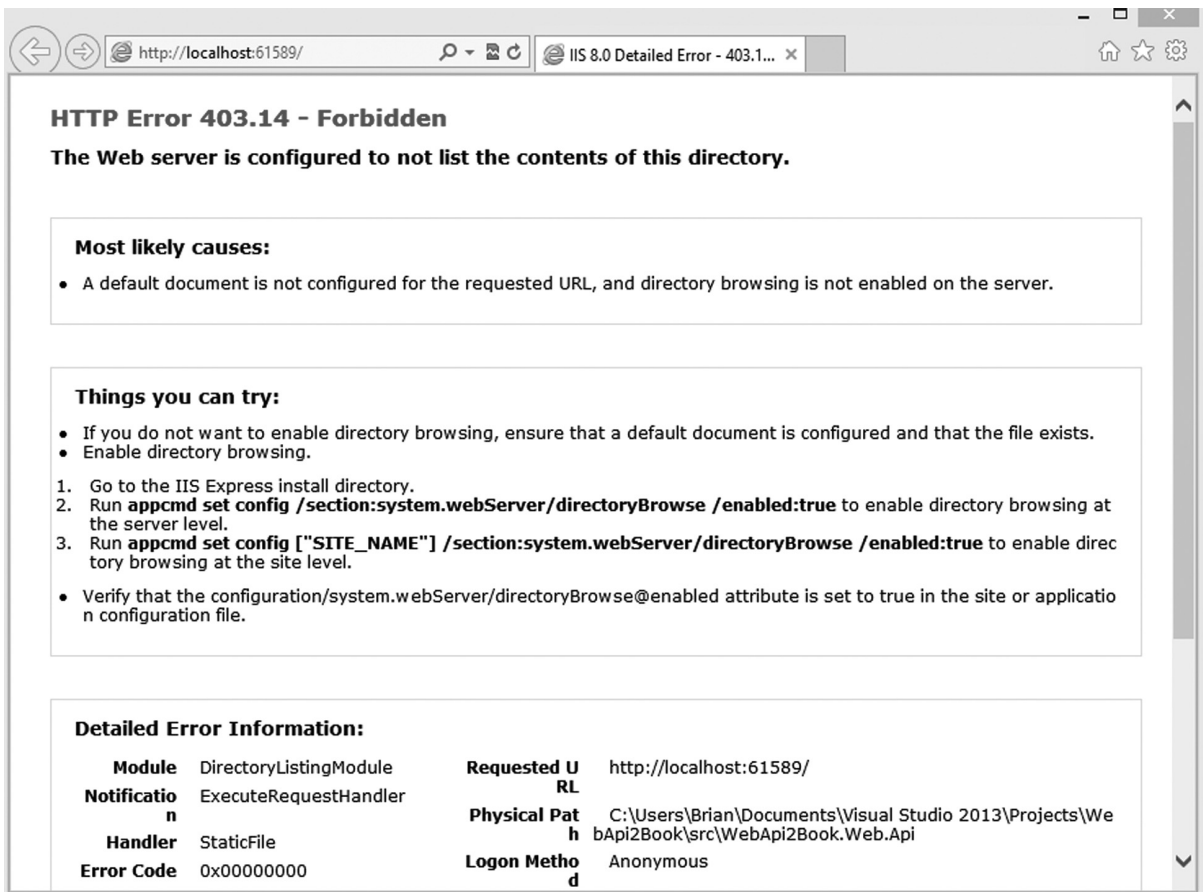 http://localhost:61589/
IIS 8.0 Detailed Error - 403.1...
HTTP Error 403.14 - Forbidden
The Web server is configured to not list the contents of this directory.
Most likely causes:
• A default document is not configured for the requested URL, and directory browsing is not enabled on the server.
Things you can try:
• If you do not want to enable directory browsing, ensure that a default document is configured and that the file exists.
• Enable directory browsing.
1. Go to the IIS Express install directory.
2. Run appcmd set config /section:system.webServer/directoryBrowse /enabled:true to enable directory browsing at
the server level.
3. Run appcmd set config ["SITE_NAME"] /section:system.webServer/directoryBrowse /enabled:true to enable direc
tory browsing at the site level.
• Verify that the configuration/system.webServer/directoryBrowse@enabled attribute is set to true in the site or applicatio
n configuration file.
Detailed Error Information:
Module DirectoryListingModule
Notificatio
n ExecuteRequestHandler
Handler StaticFile
Error Code 0x00000000
Requested U
RL http://localhost:61589/
Physical Pat
h C:\Users\Brian\Documents\Visual Studio 2013\Projects\We
bApi2Book\src\WebApi2Book.Web.Api
Logon Metho
d Anonymous